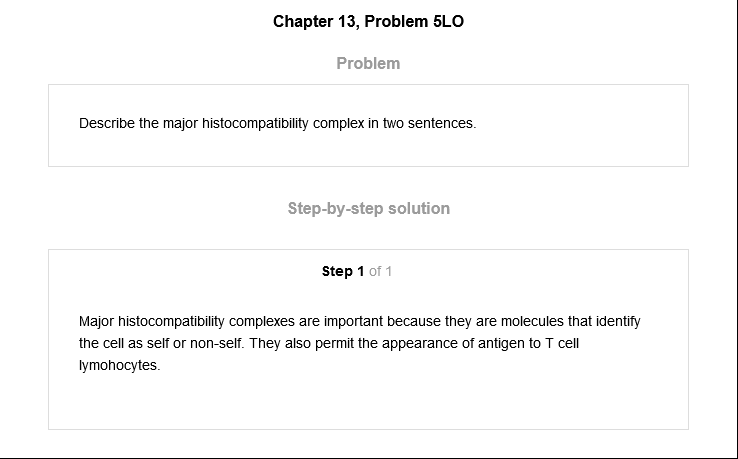 Chapter 13, Problem 5LO
Problem
Describe the major histocompatibility complex in two sentences.
Step-by-step solution
Step 1 of 1
Major histocompatibility complexes are important because they are molecules that identify
the cell as self or non-self. They also permit the appearance of antigen to T cell
lymohocytes.